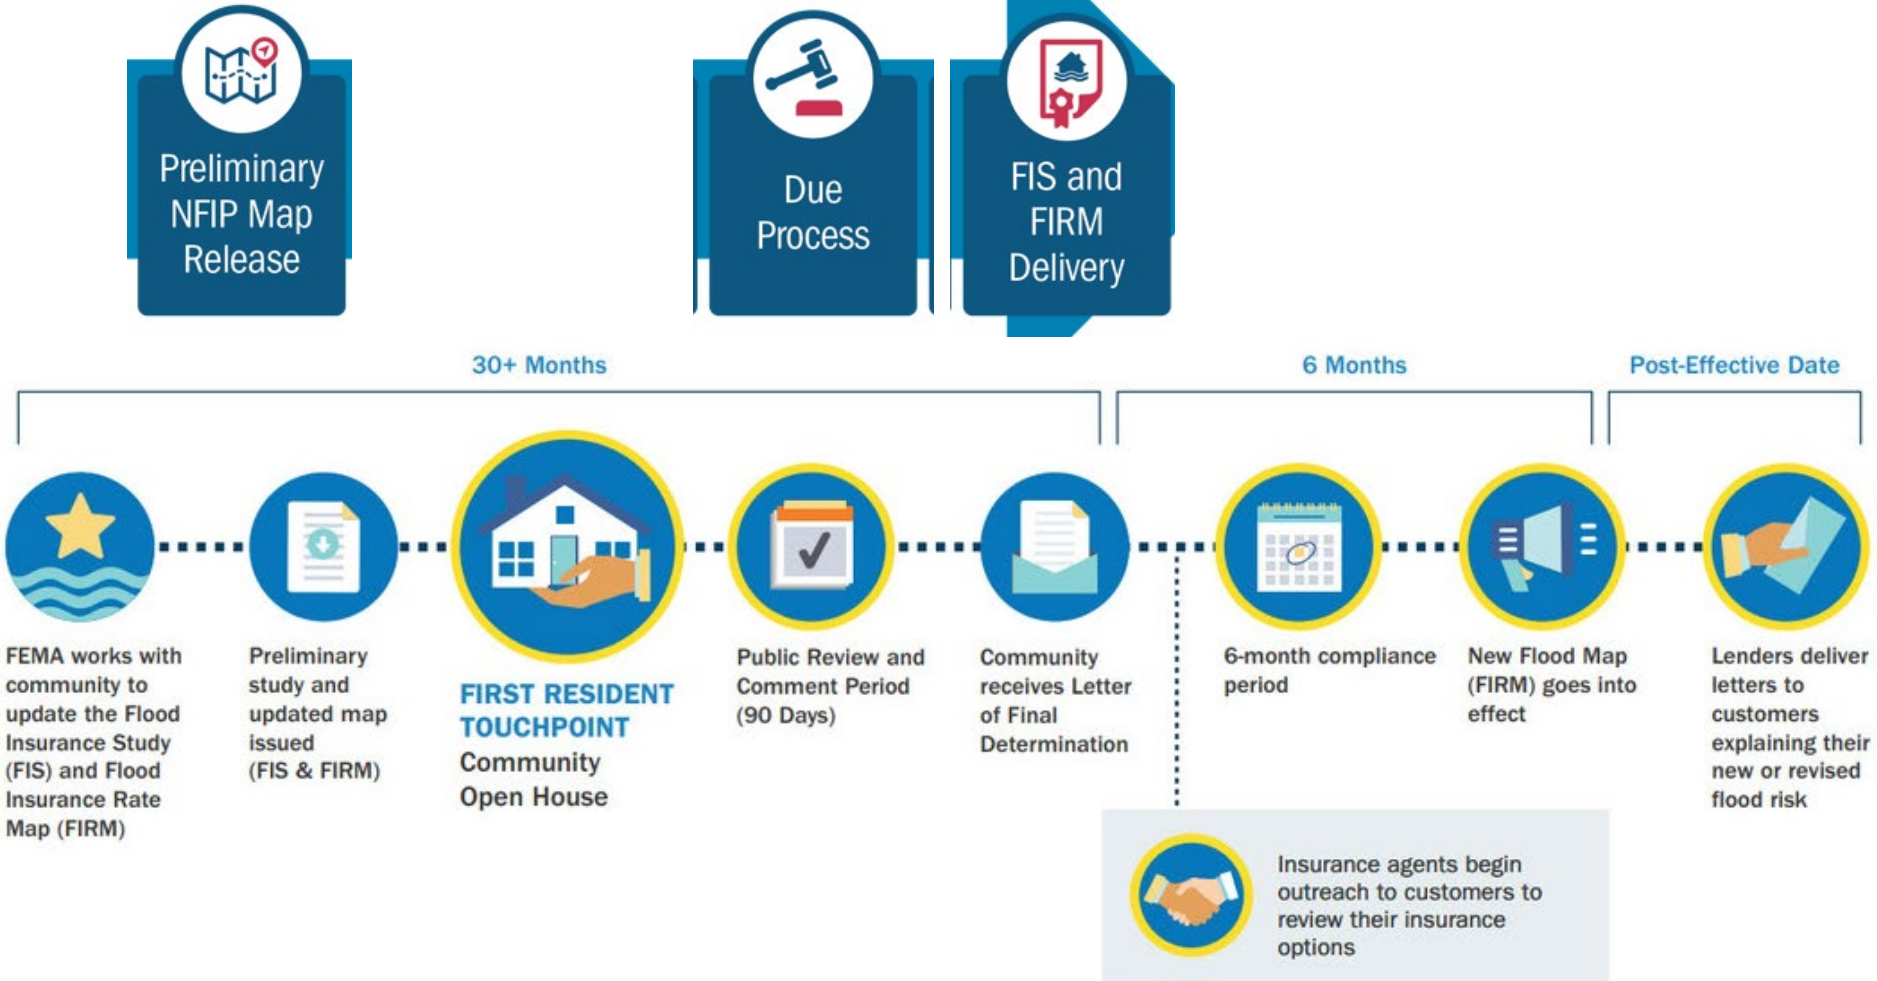 Preliminary
NFIP Map
Release
Due
Process
FIS and
FIRM
Delivery
30+ Months
6 Months
Post-Effective Date
FEMA works with
community to
update the Flood
Insurance Study
(FIS) and Flood
Insurance Rate
Map (FIRM)
Preliminary
study and
updated map
issued
(FIS & FIRM)
FIRST RESIDENT
TOUCHPOINT
Community
Open House
Public Review and
Comment Period
(90 Days)
Community
receives Letter
of Final
Determination
6-month compliance
period
New Flood Map
(FIRM) goes into
effect
Lenders deliver
letters to
customers
explaining their
new or revised
flood risk
Insurance agents begin
outreach to customers to
review their insurance
options